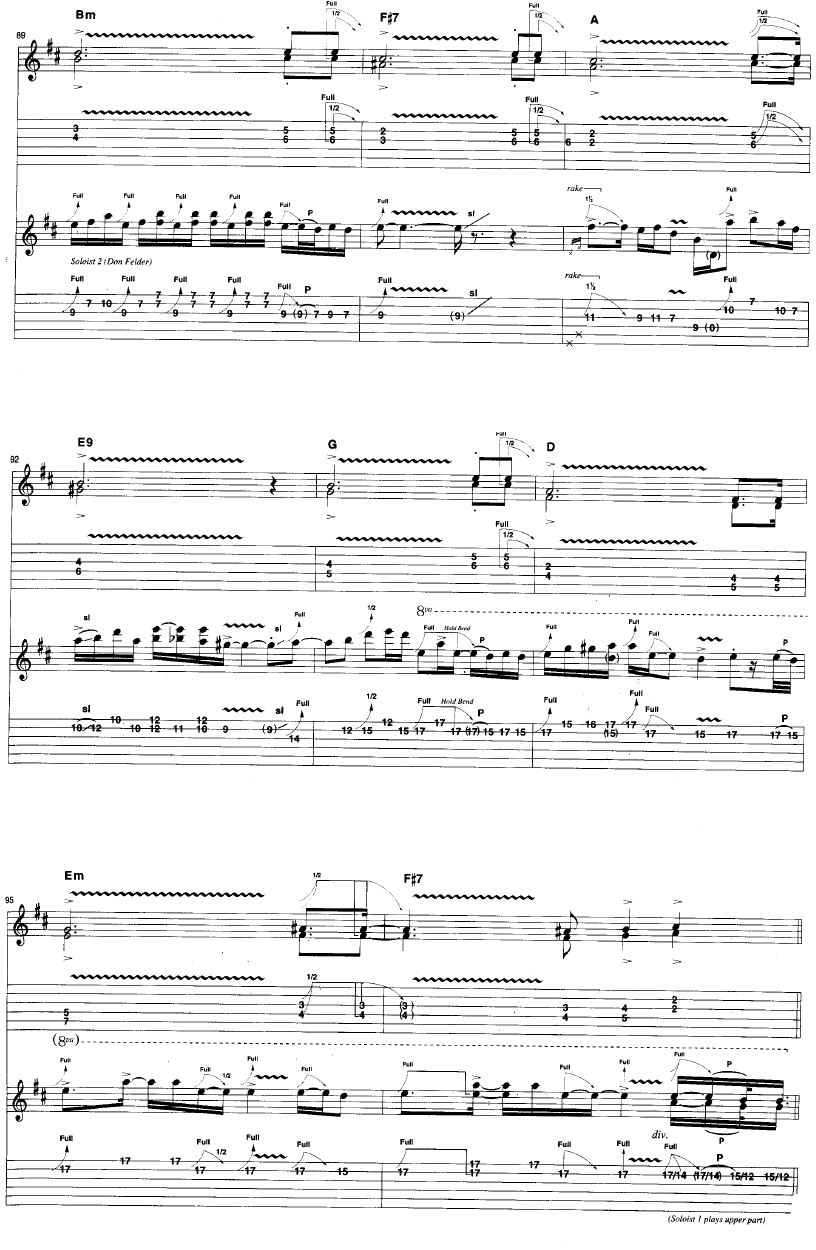 Bm F♯7 A
Full Full Full
1/2 1/2 1/2
89
Full Full Full
1/2 1/2 1/2
3 5 5 2 5 5 2 5
4 6 6 3 6 6 6 2 6
rake
Full Full Full Full Full P Full sl 1½ Full
Soloist 2 (Don Felder)
rake
Full Full Full Full Full P Full sl 1½ Full
9 7 10 9 7 7 7 9 7 7 7 9 7 7 7 9 (9) 7 9 7 9 (9) 11 9 11 7 9 (0) 10 7 10 7
E9 G D
Full
1/2
92
Full
1/2
4 4 5 5 2 4 4
6 5 6 6 4 5 5
8va
sl sl Full 1/2 Full Hold Bend P Full Full Full P
sl sl Full 1/2 Full Hold Bend P Full Full Full P
10 12 10 10 12 12 11 12 10 9 (9) 14 12 15 12 15 17 17 17 (17) 15 17 15 17 15 16 17 (15) 17 17 15 17 17 15
Em F♯7
1/2
95
1/2
5 3 3 (3) 3 4 2
7 4 4 (4) 4 5 2
(8va)
Full Full 1/2 Full Full Full Full Full Full P
div. P
Full Full 1/2 Full Full Full Full Full Full P
17 17 17 17 17 17 15 17 17 17 17 17 17 17/14 (17/14) 15/12 15/12
(Soloist 1 plays upper part)